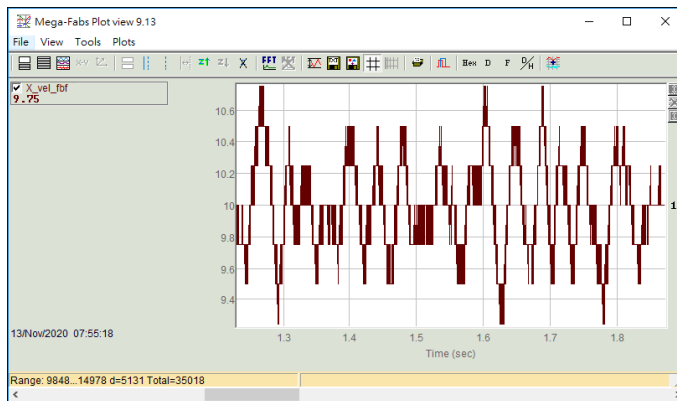 Mega-Fabs Plot view 9.13
File View Tools Plots
X-Y Z↑ Z↓ X FFT TXT Hex D F D/H
X_vel_fbf
9.75
10.6
10.4
10.2
10
9.8
9.6
9.4
1
1.3 1.4 1.5 1.6 1.7 1.8
Time (sec)
13/Nov/2020 07:55:18
Range: 9848...14978 d=5131 Total=35018